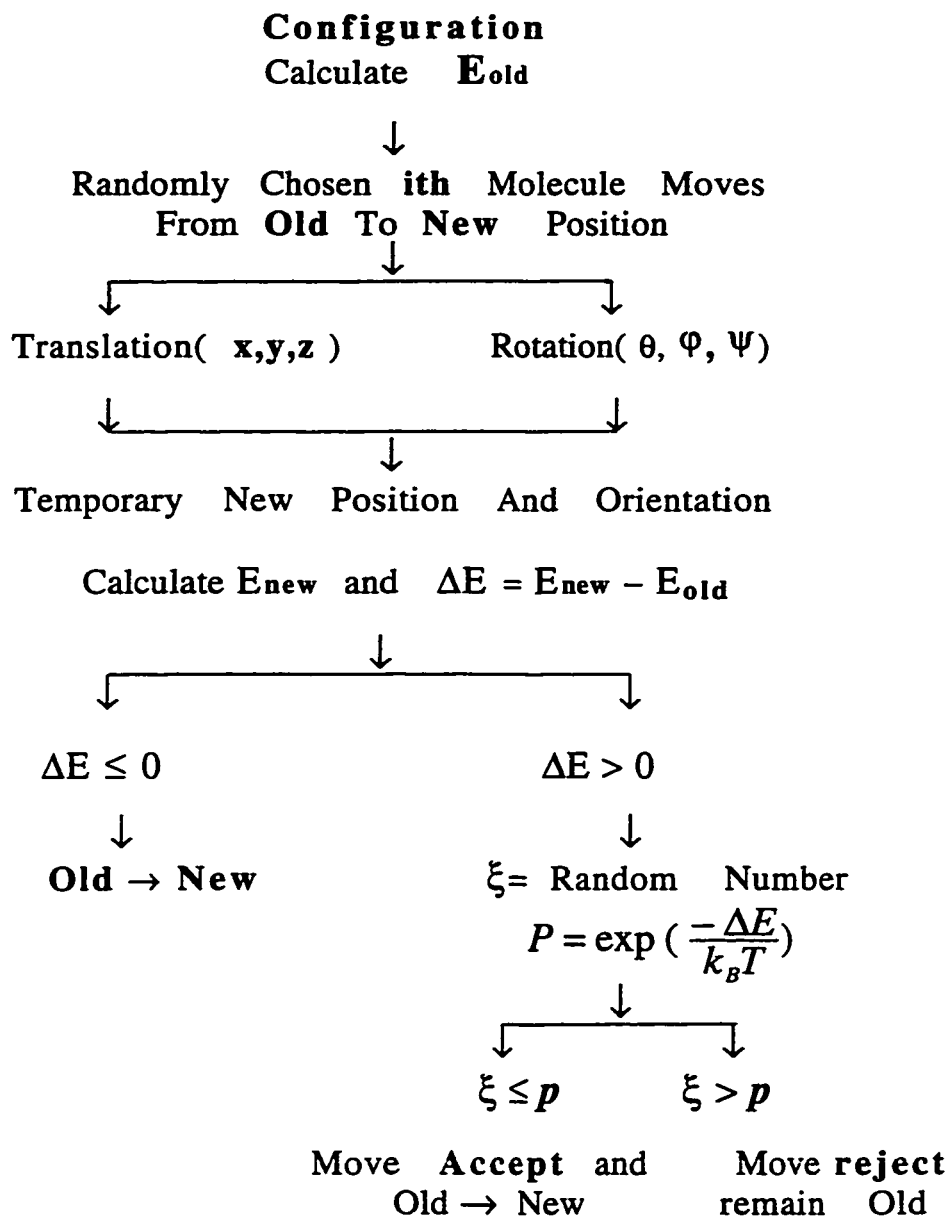 Configuration
Calculate Eold
↓
Randomly Chosen ith Molecule Moves
From Old To New Position
Translation( x,y,z )
Rotation( θ, φ, Ψ)
Temporary New Position And Orientation
Calculate Enew and ΔE = Enew – Eold
ΔE ≤ 0
ΔE > 0
Old → New
ξ= Random Number
P = exp ( -ΔE / k_B T )
ξ ≤ p
ξ > p
Move Accept and
Old → New
Move reject
remain Old